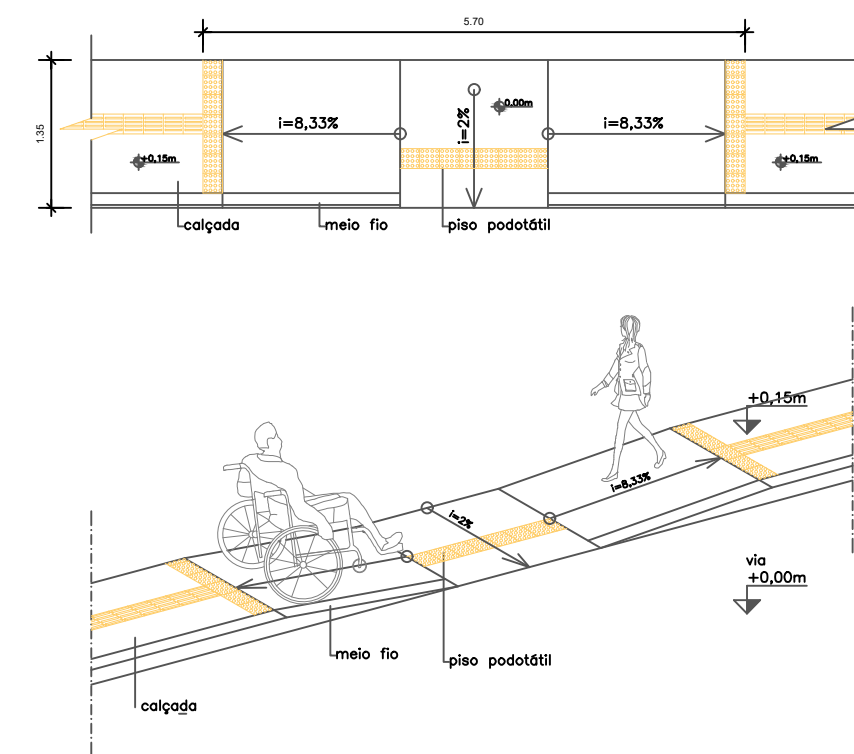 5.70
1.35
i=8,33%
i=2%
0.00m
i=8,33%
+0,15m
+0,15m
calçada
meio fio
piso podotátil
+0,15m
i=8,33%
i=2%
via
+0,00m
meio fio
piso podotátil
calçada